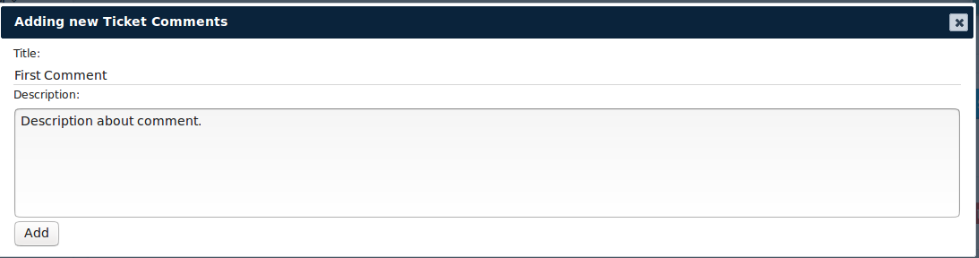 Adding new Ticket Comments
Title:
First Comment
Description:
Description about comment.
Add